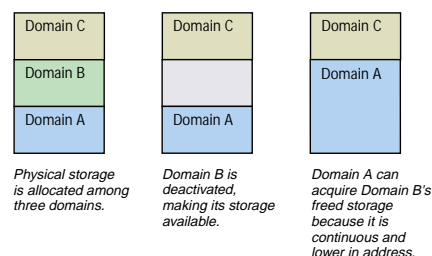 Domain C
Domain B
Domain A
Physical storage
is allocated among
three domains.
Domain C
Domain A
Domain B is
deactivated,
making its storage
available.
Domain C
Domain A
Domain A can
acquire Domain B's
freed storage
because it is
continuous and
lower in address.